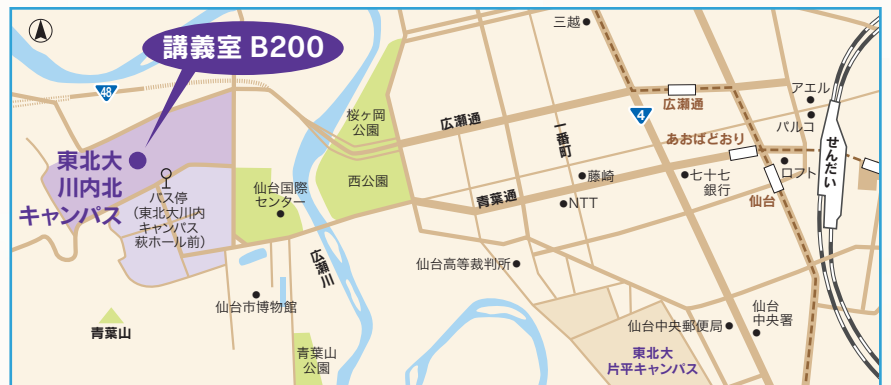 講義室 B200
三越
48
4
広瀬通
アエル
パルコ
せんだい
桜ヶ岡
公園
広瀬通
一番町
あおばどおり
東北大
川内北
キャンパス
バス停
(東北大川内
キャンパス
萩ホール前)
仙台国際
センター
西公園
青葉通
藤崎
NTT
七十七
銀行
ロフト
仙台
広瀬川
仙台高等裁判所
仙台市博物館
青葉山
青葉山
公園
仙台中央郵便局
仙台
中央署
東北大
片平キャンパス